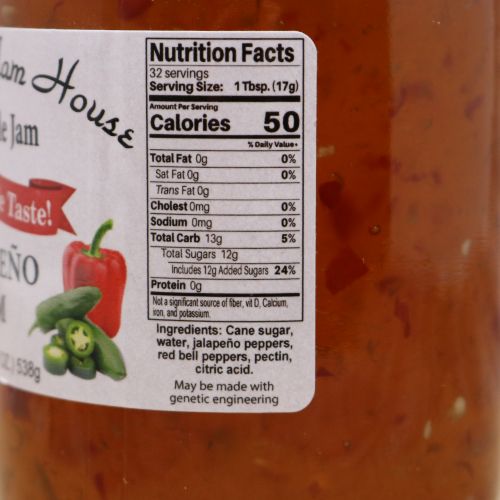 Jam House
Jam
Taste!
EÑO
M
538g
Nutrition Facts
32 servings
Serving Size: 1 Tbsp. (17g)
Amount Per Serving
Calories 50
% Daily Value*
Total Fat 0g 0%
Sat Fat 0g 0%
Trans Fat 0g
Cholest 0mg 0%
Sodium 0mg 0%
Total Carb 13g 5%
Total Sugars 12g
Includes 12g Added Sugars 24%
Protein 0g
Not a significant source of fiber, vit D, Calcium,
iron, and potassium.
Ingredients: Cane sugar,
water, jalapeño peppers,
red bell peppers, pectin,
citric acid.
May be made with
genetic engineering